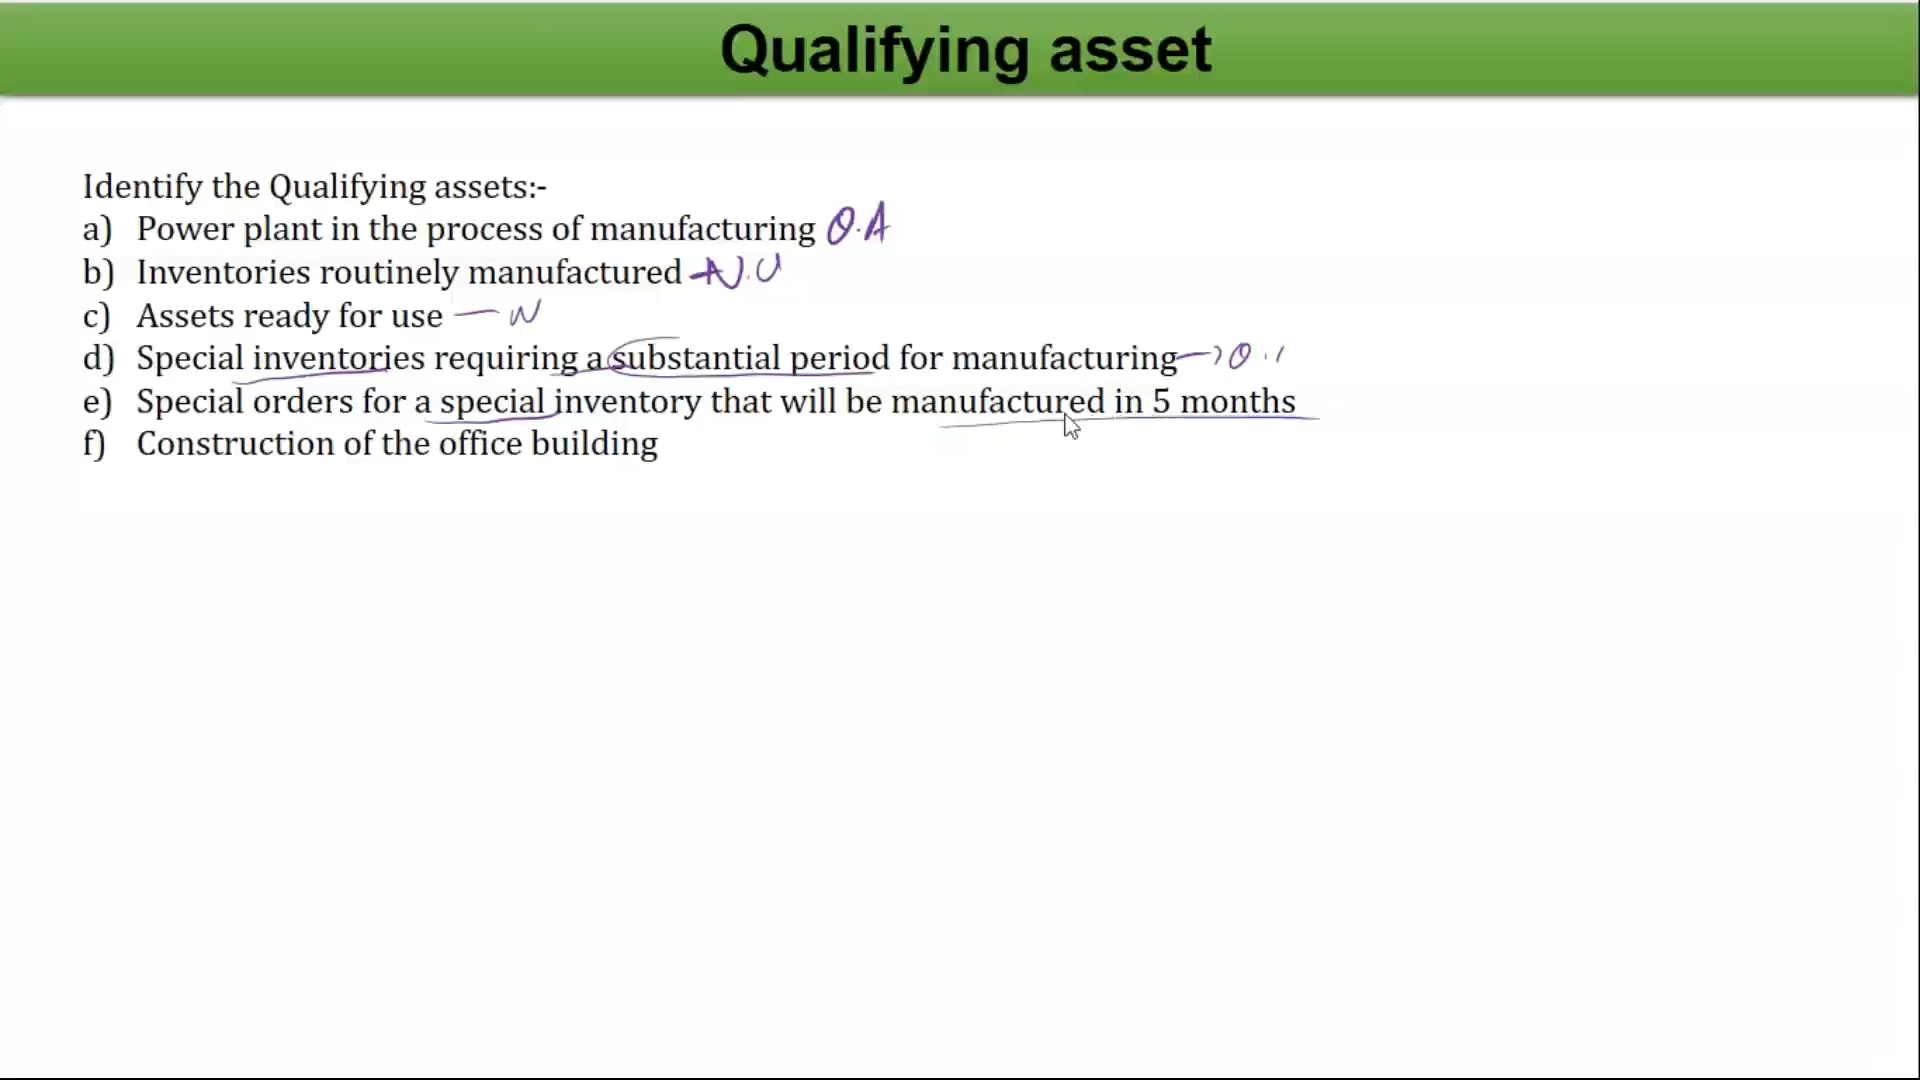 Qualifying asset
Identify the Qualifying assets:-
a) Power plant in the process of manufacturing Q.A
b) Inventories routinely manufactured
c) Assets ready for use — N
d) Special inventories requiring a substantial period for manufacturing
e) Special orders for a special inventory that will be manufactured in 5 months
f) Construction of the office building